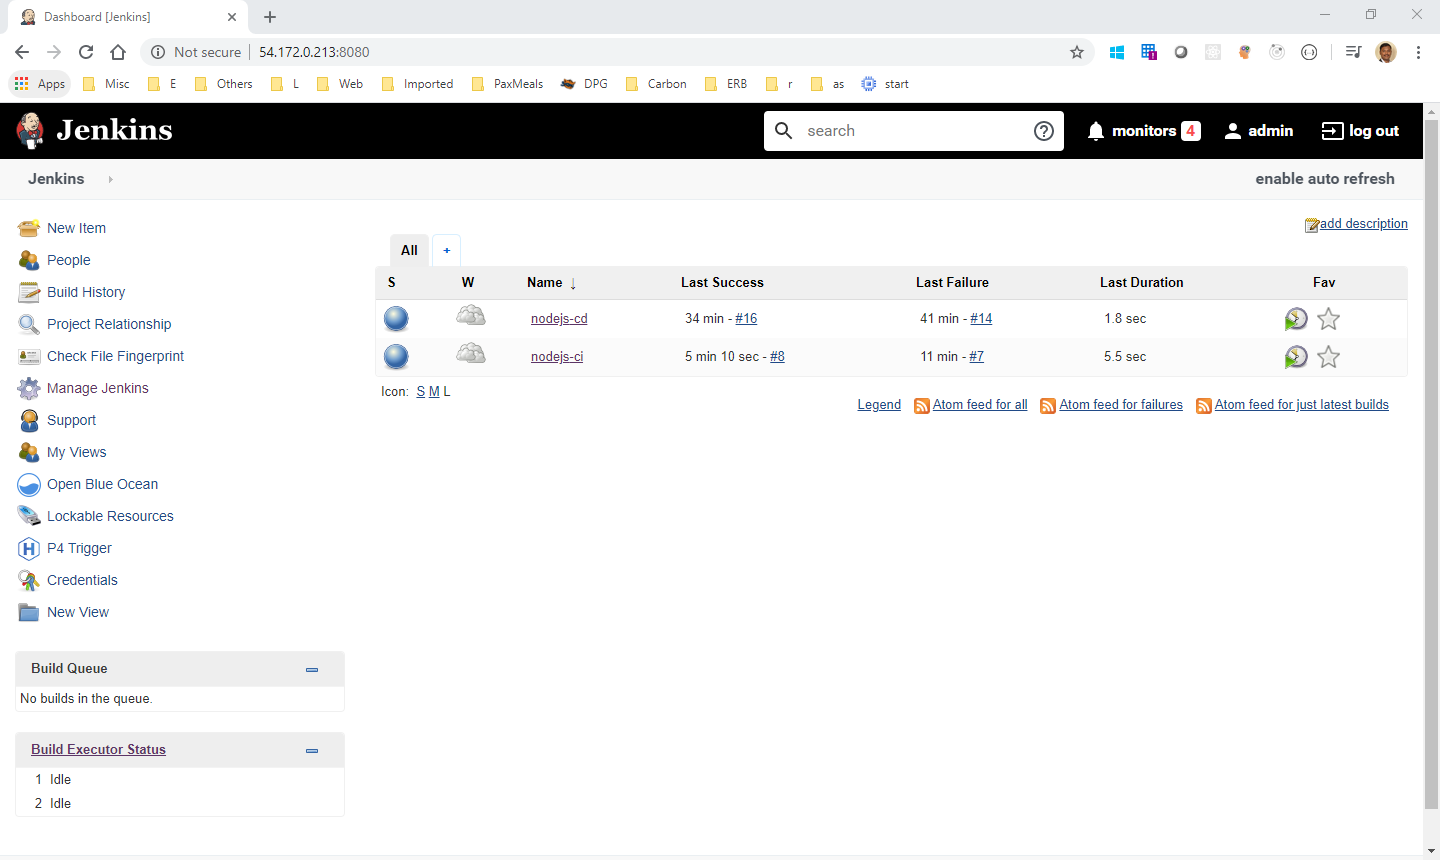 Dashboard [Jenkins]
Not secure 54.172.0.213:8080
Apps Misc E Others L Web Imported PaxMeals DPG Carbon ERB r as start
Jenkins search monitors 4 admin log out
Jenkins enable auto refresh
add description
New Item
People
Build History
Project Relationship
Check File Fingerprint
Manage Jenkins
Support
My Views
Open Blue Ocean
Lockable Resources
P4 Trigger
Credentials
New View
Build Queue
No builds in the queue.
Build Executor Status
1 Idle
2 Idle
All +
S W Name ↓ Last Success Last Failure Last Duration Fav
nodejs-cd 34 min - #16 41 min - #14 1.8 sec
nodejs-ci 5 min 10 sec - #8 11 min - #7 5.5 sec
Icon: S M L
Legend Atom feed for all Atom feed for failures Atom feed for just latest builds